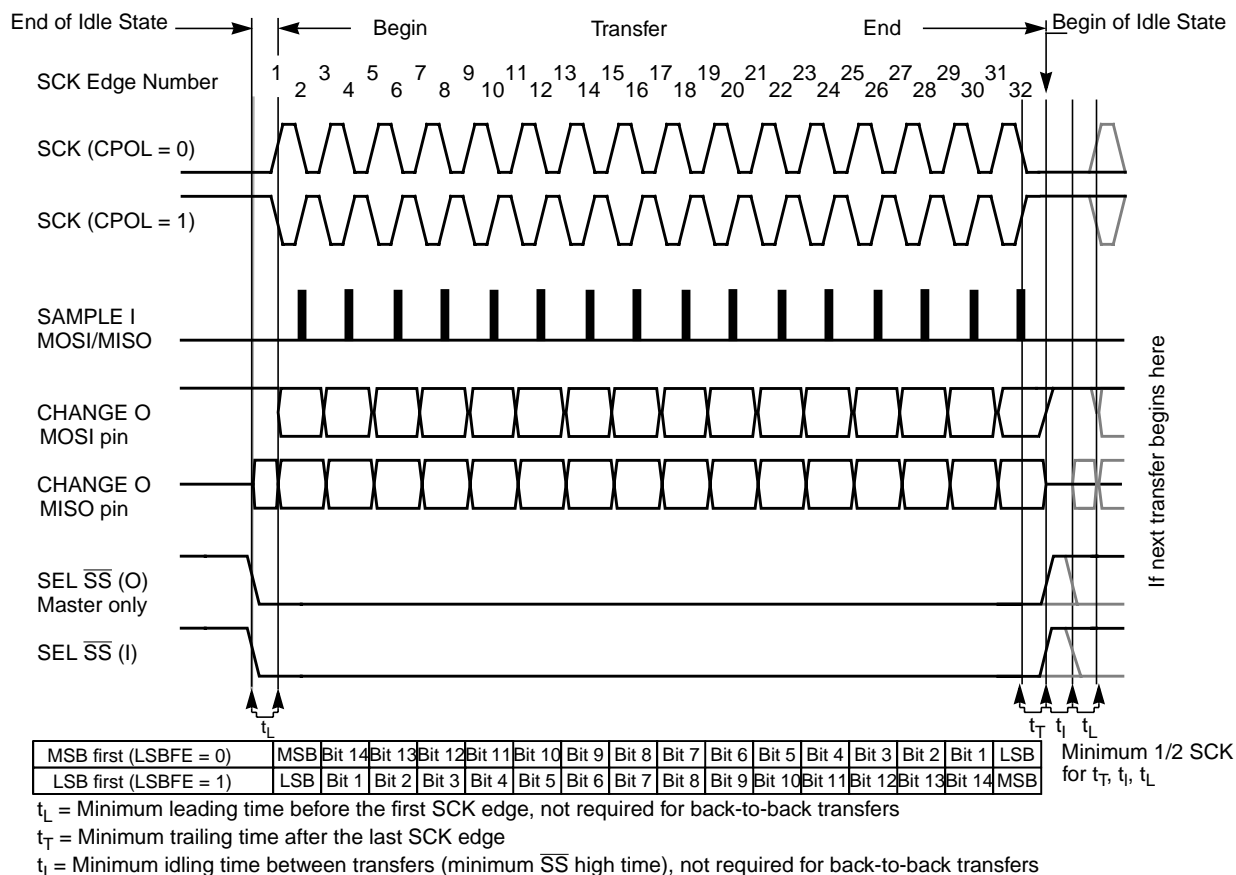 End of Idle State
Begin
Transfer
End
Begin of Idle State
SCK Edge Number
1 3 5 7 9 11 13 15 17 19 21 23 25 27 29 31
2 4 6 8 10 12 14 16 18 20 22 24 26 28 30 32
SCK (CPOL = 0)
SCK (CPOL = 1)
SAMPLE I
MOSI/MISO
CHANGE O
MOSI pin
CHANGE O
MISO pin
SEL S̅S̅ (O)
Master only
SEL S̅S̅ (I)
If next transfer begins here
tL
tT tI tL
MSB first (LSBFE = 0) MSB Bit 14 Bit 13 Bit 12 Bit 11 Bit 10 Bit 9 Bit 8 Bit 7 Bit 6 Bit 5 Bit 4 Bit 3 Bit 2 Bit 1 LSB
LSB first (LSBFE = 1) LSB Bit 1 Bit 2 Bit 3 Bit 4 Bit 5 Bit 6 Bit 7 Bit 8 Bit 9 Bit 10 Bit 11 Bit 12 Bit 13 Bit 14 MSB
Minimum 1/2 SCK
for tT, tI, tL
tL = Minimum leading time before the first SCK edge, not required for back-to-back transfers
tT = Minimum trailing time after the last SCK edge
tI = Minimum idling time between transfers (minimum S̅S̅ high time), not required for back-to-back transfers